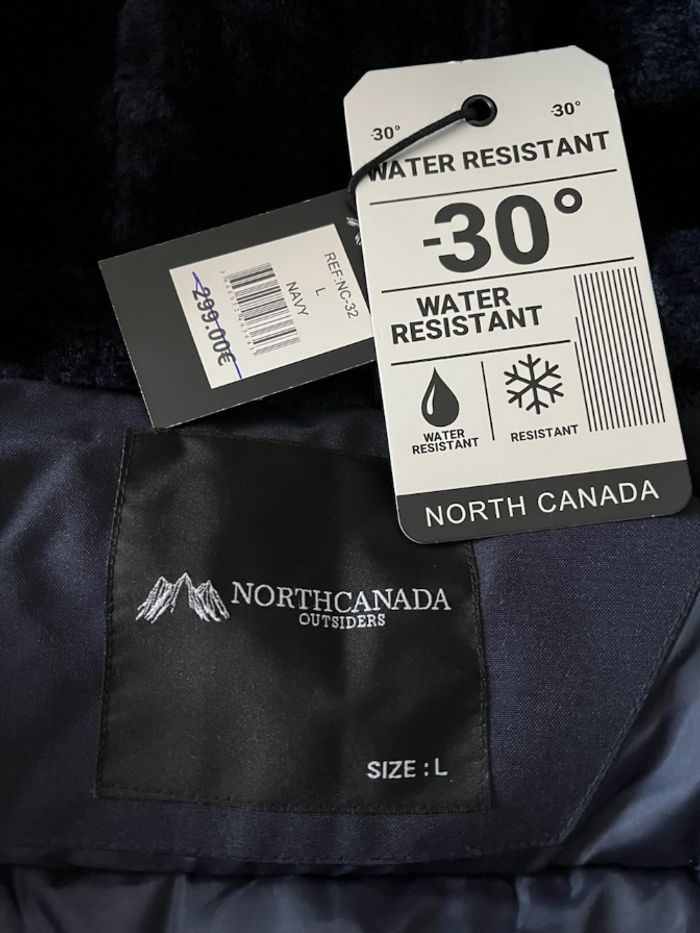 -30°
-30°
WATER RESISTANT
-30°
WATER
RESISTANT
WATER
RESISTANT
RESISTANT
NORTH CANADA
REF:NC-32
L
NAVY
299.00€
NORTHCANADA
OUTSIDERS
SIZE : L